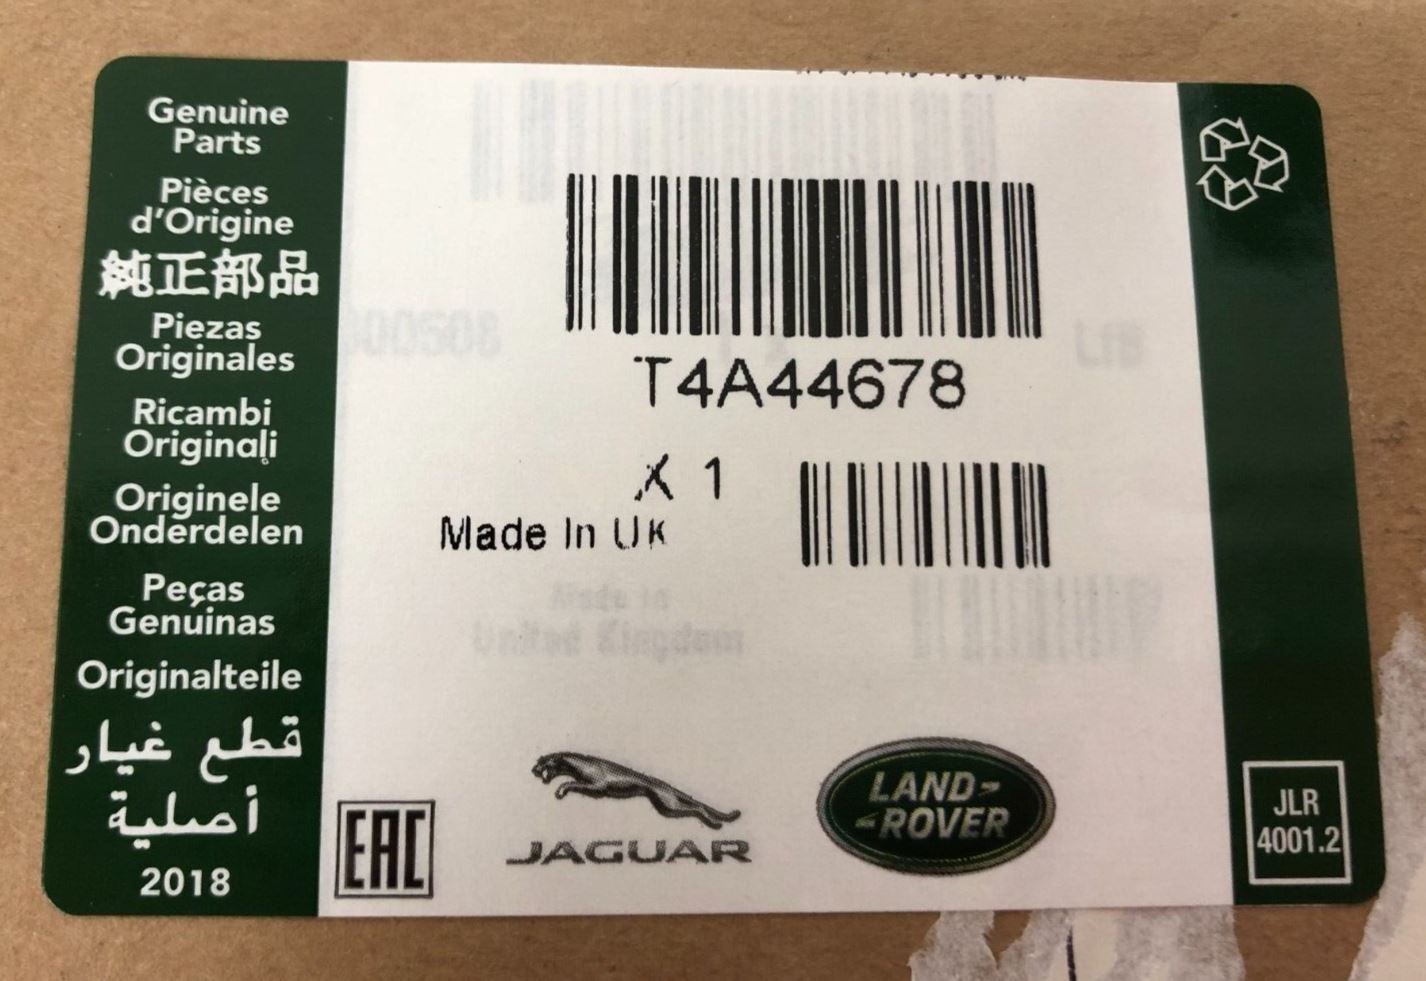 Genuine
Parts
Pièces
d'Origine
純正部品
Piezas
Originales
Ricambi
Originali
Originele
Onderdelen
Peças
Genuinas
Originalteile
قطع غيار
أصلية
2018
T4A44678
X 1
Made In UK
Made in
United Kingdom
EAC
JAGUAR
LAND-
-ROVER
JLR
4001.2